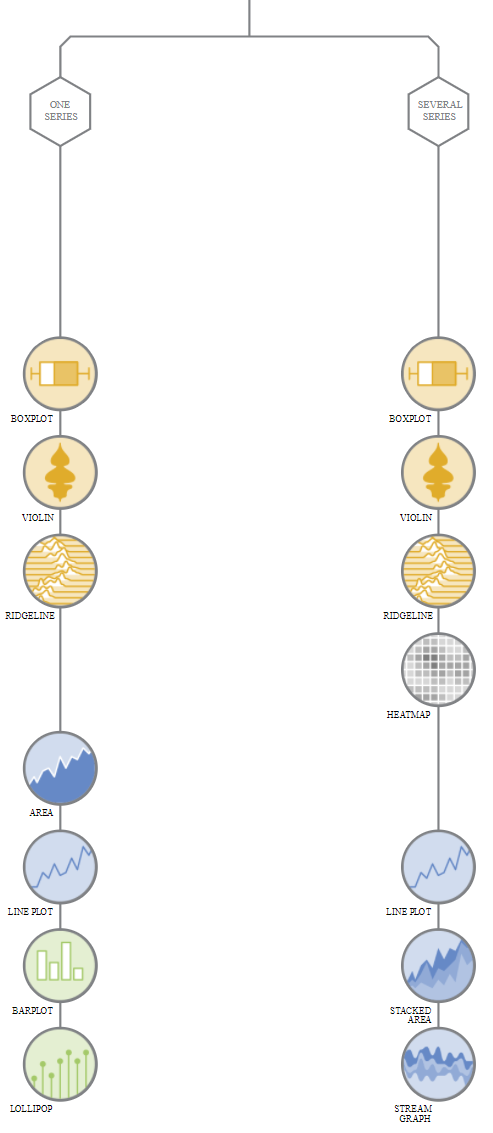 ONE
SERIES
SEVERAL
SERIES
BOXPLOT
BOXPLOT
VIOLIN
VIOLIN
RIDGELINE
RIDGELINE
HEATMAP
AREA
LINE PLOT
LINE PLOT
BARPLOT
STACKED
AREA
LOLLIPOP
STREAM
GRAPH